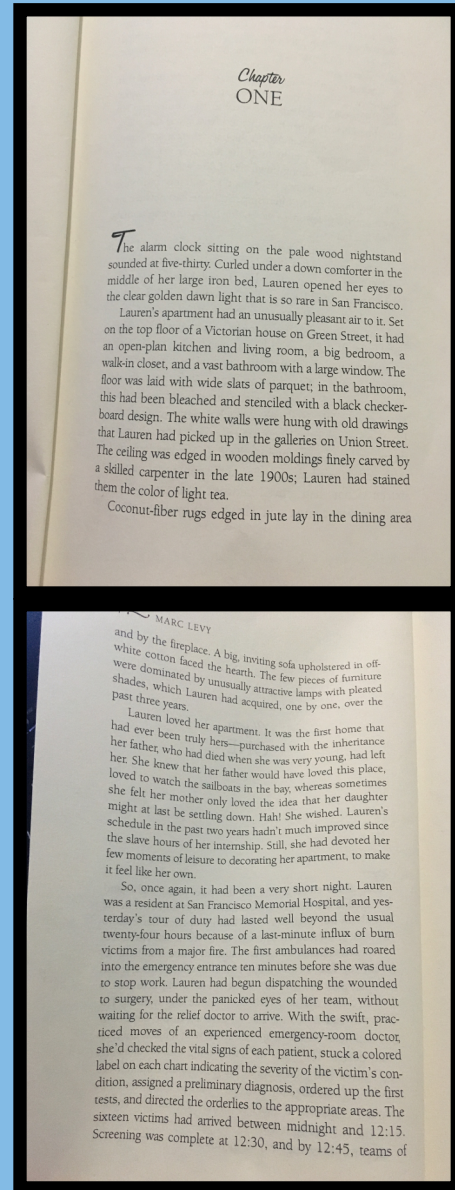 Chapter
ONE
The alarm clock sitting on the pale wood nightstand
sounded at five-thirty. Curled under a down comforter in the
middle of her large iron bed, Lauren opened her eyes to
the clear golden dawn light that is so rare in San Francisco.
Lauren's apartment had an unusually pleasant air to it. Set
on the top floor of a Victorian house on Green Street, it had
an open-plan kitchen and living room, a big bedroom, a
walk-in closet, and a vast bathroom with a large window. The
floor was laid with wide slats of parquet; in the bathroom,
this had been bleached and stenciled with a black checker-
board design. The white walls were hung with old drawings
that Lauren had picked up in the galleries on Union Street.
The ceiling was edged in wooden moldings finely carved by
a skilled carpenter in the late 1900s; Lauren had stained
them the color of light tea.
Coconut-fiber rugs edged in jute lay in the dining area
MARC LEVY
and by the fireplace. A big, inviting sofa upholstered in off-
white cotton faced the hearth. The few pieces of furniture
were dominated by unusually attractive lamps with pleated
shades, which Lauren had acquired, one by one, over the
past three years.
Lauren loved her apartment. It was the first home that
had ever been truly hers—purchased with the inheritance
her father, who had died when she was very young, had left
her. She knew that her father would have loved this place,
loved to watch the sailboats in the bay, whereas sometimes
she felt her mother only loved the idea that her daughter
might at last be settling down. Hah! She wished. Lauren's
schedule in the past two years hadn't much improved since
the slave hours of her internship. Still, she had devoted her
few moments of leisure to decorating her apartment, to make
it feel like her own.
So, once again, it had been a very short night. Lauren
was a resident at San Francisco Memorial Hospital, and yes-
terday's tour of duty had lasted well beyond the usual
twenty-four hours because of a last-minute influx of burn
victims from a major fire. The first ambulances had roared
into the emergency entrance ten minutes before she was due
to stop work. Lauren had begun dispatching the wounded
to surgery, under the panicked eyes of her team, without
waiting for the relief doctor to arrive. With the swift, prac-
ticed moves of an experienced emergency-room doctor,
she'd checked the vital signs of each patient, stuck a colored
label on each chart indicating the severity of the victim's con-
dition, assigned a preliminary diagnosis, ordered up the first
tests, and directed the orderlies to the appropriate areas. The
sixteen victims had arrived between midnight and 12:15.
Screening was complete at 12:30, and by 12:45, teams of